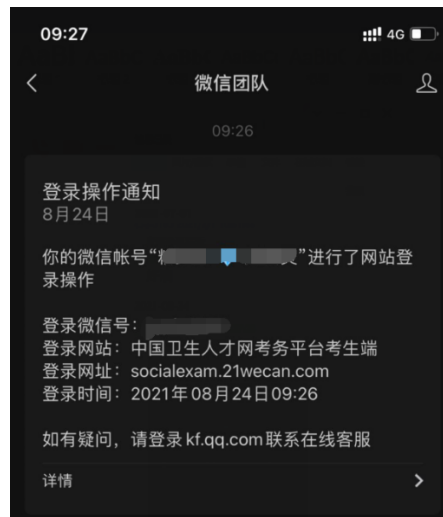 09:27
4G
微信团队
09:26
登录操作通知
8月24日
你的微信帐号“ ”进行了网站登
录操作
登录微信号：
登录网站：中国卫生人才网考务平台考生端
登录网址：socialexam.21wecan.com
登录时间：2021年08月24日09:26
如有疑问，请登录kf.qq.com联系在线客服
详情